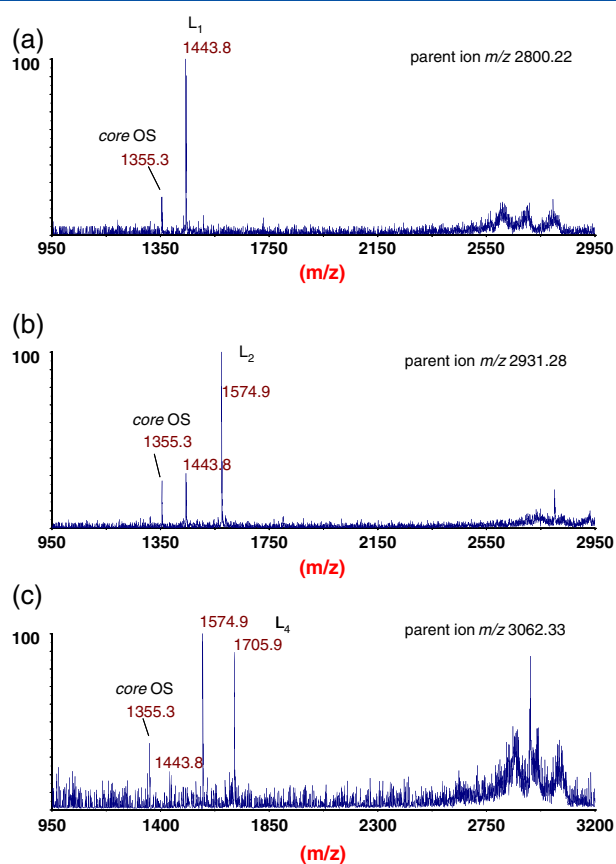 (a)
L1
1443.8
parent ion m/z 2800.22
100
core OS
1355.3
950 1350 1750 2150 2550 2950
(m/z)
(b)
L2
100
parent ion m/z 2931.28
1574.9
core OS
1355.3
1443.8
950 1350 1750 2150 2550 2950
(m/z)
(c)
1574.9
L4
parent ion m/z 3062.33
100
1705.9
core OS
1355.3
1443.8
950 1400 1850 2300 2750 3200
(m/z)